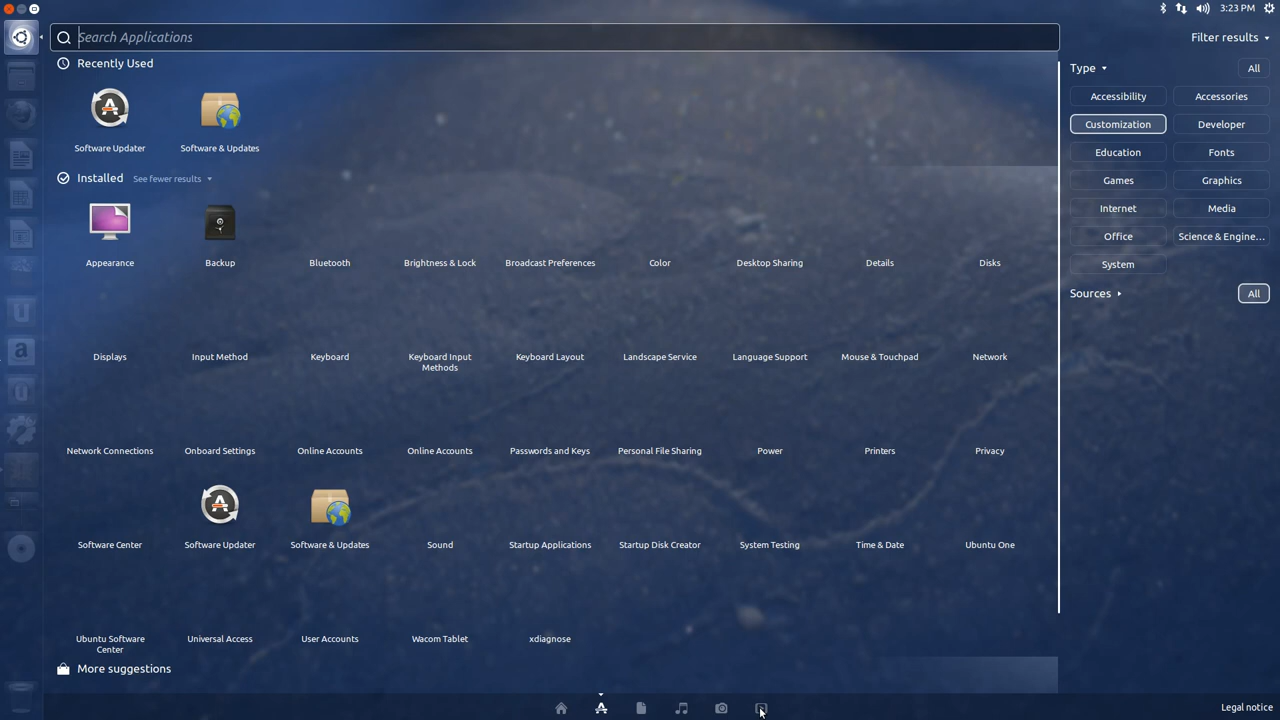 3:23 PM
Search Applications
Filter results
Recently Used
Software Updater
Software & Updates
Installed
See fewer results
Appearance
Backup
Bluetooth
Brightness & Lock
Broadcast Preferences
Color
Desktop Sharing
Details
Disks
Displays
Input Method
Keyboard
Keyboard Input
Methods
Keyboard Layout
Landscape Service
Language Support
Mouse & Touchpad
Network
Network Connections
Onboard Settings
Online Accounts
Online Accounts
Passwords and Keys
Personal File Sharing
Power
Printers
Privacy
Software Center
Software Updater
Software & Updates
Sound
Startup Applications
Startup Disk Creator
System Testing
Time & Date
Ubuntu One
Ubuntu Software
Center
Universal Access
User Accounts
Wacom Tablet
xdiagnose
More suggestions
Type
All
Accessibility
Accessories
Customization
Developer
Education
Fonts
Games
Graphics
Internet
Media
Office
Science & Engine...
System
Sources
All
Legal notice